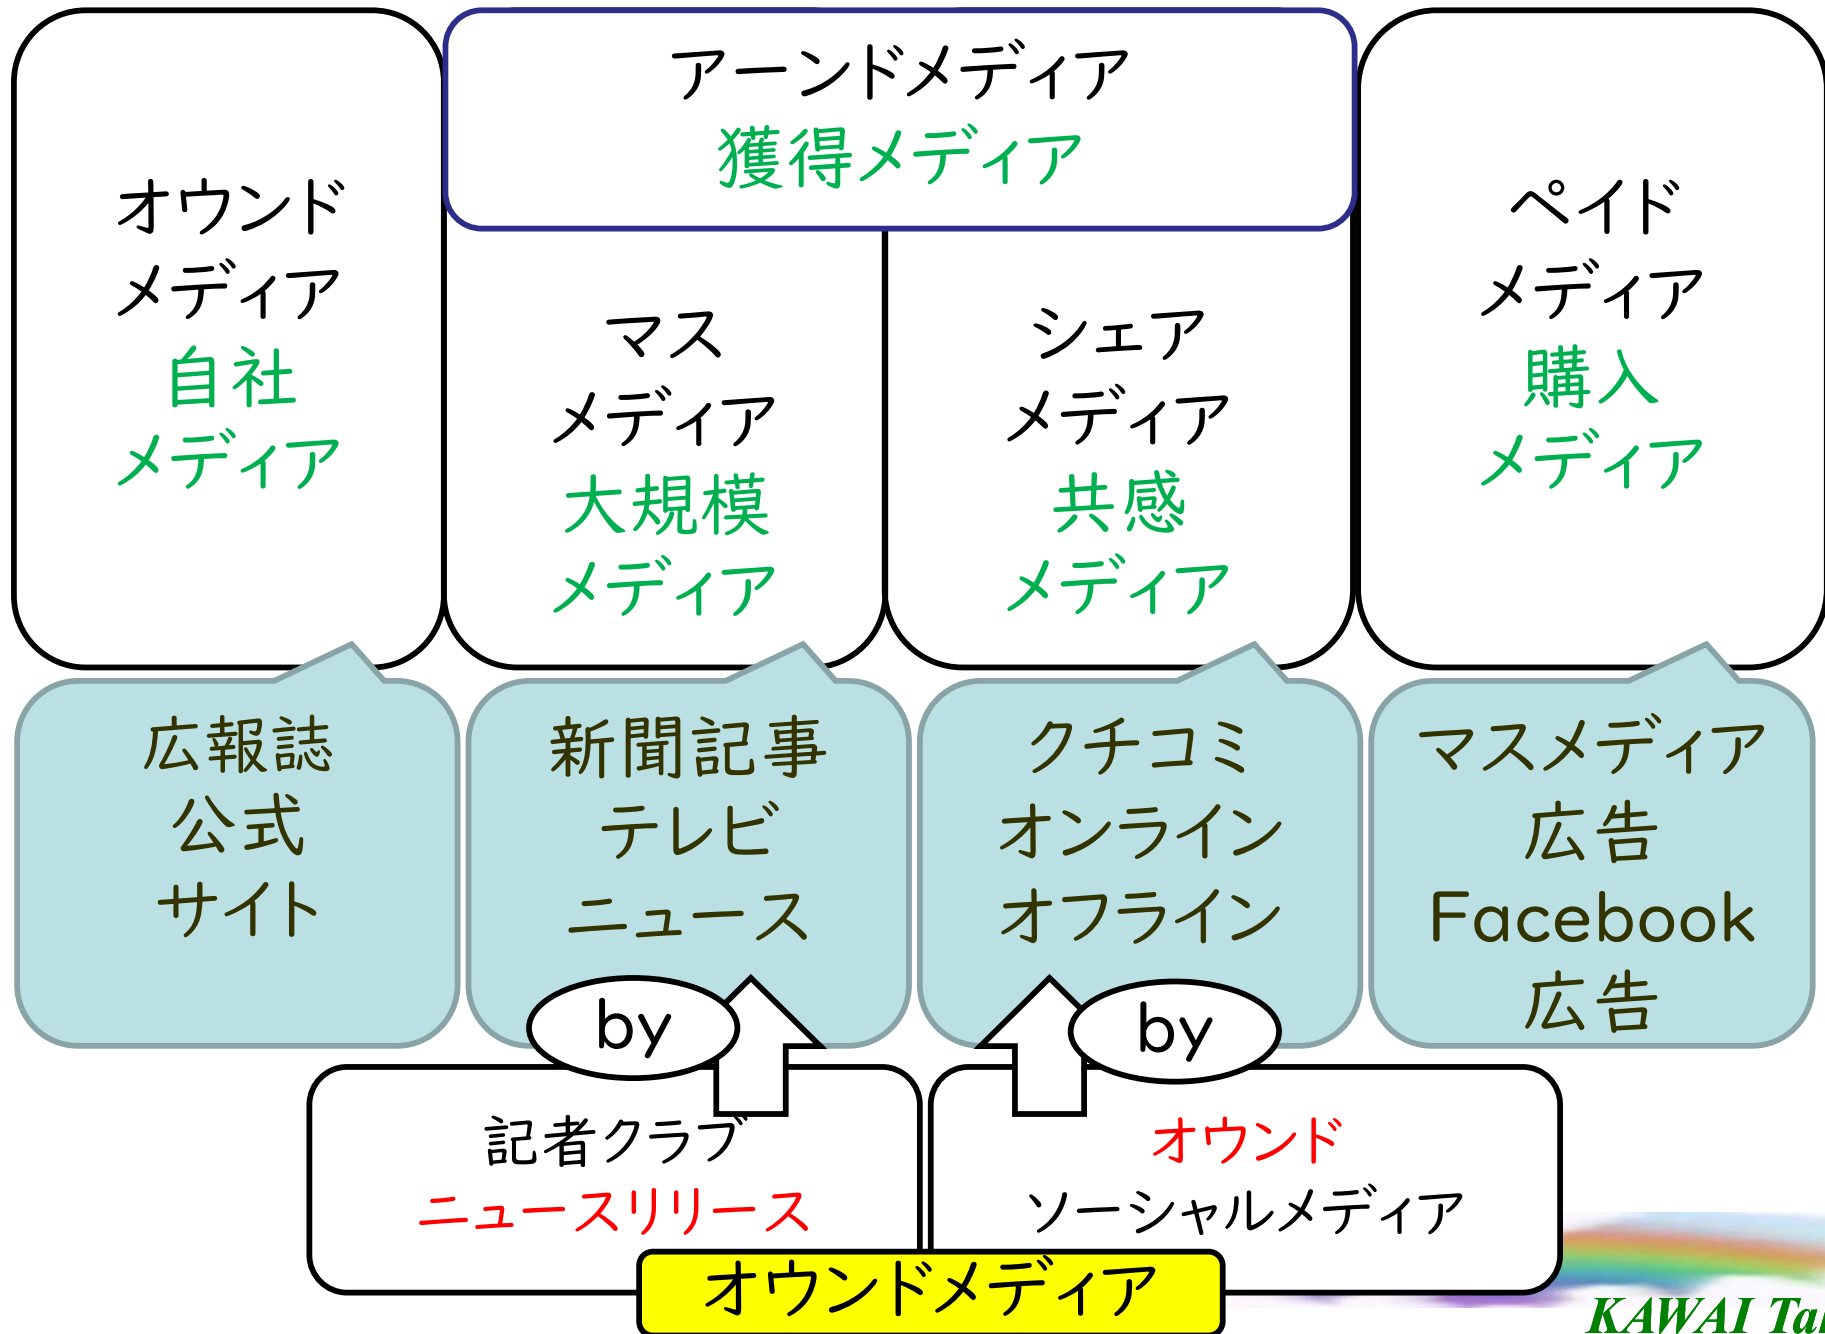 オウンド
メディア
自社
メディア
アーンドメディア
獲得メディア
マス
メディア
大規模
メディア
シェア
メディア
共感
メディア
ペイド
メディア
購入
メディア
広報誌
公式
サイト
新聞記事
テレビ
ニュース
クチコミ
オンライン
オフライン
マスメディア
広告
Facebook
広告
by
by
記者クラブ
ニュースリリース
オウンド
ソーシャルメディア
オウンドメディア
KAWAI